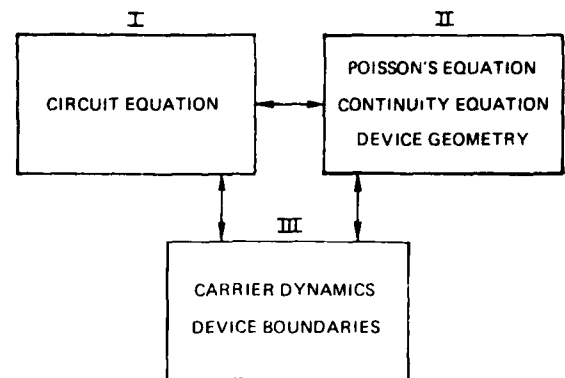 I
II
CIRCUIT EQUATION
POISSON'S EQUATION
CONTINUITY EQUATION
DEVICE GEOMETRY
III
CARRIER DYNAMICS
DEVICE BOUNDARIES